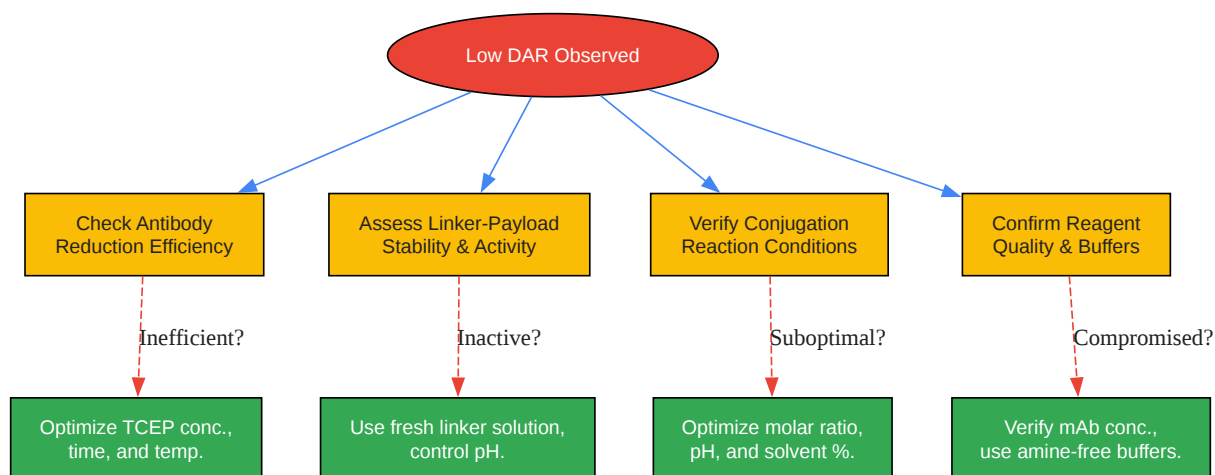 Low DAR Observed
Check Antibody
Reduction Efficiency
Assess Linker-Payload
Stability & Activity
Verify Conjugation
Reaction Conditions
Confirm Reagent
Quality & Buffers
Inefficient?
Inactive?
Suboptimal?
Compromised?
Optimize TCEP conc.,
time, and temp.
Use fresh linker solution,
control pH.
Optimize molar ratio,
pH, and solvent %.
Verify mAb conc.,
use amine-free buffers.